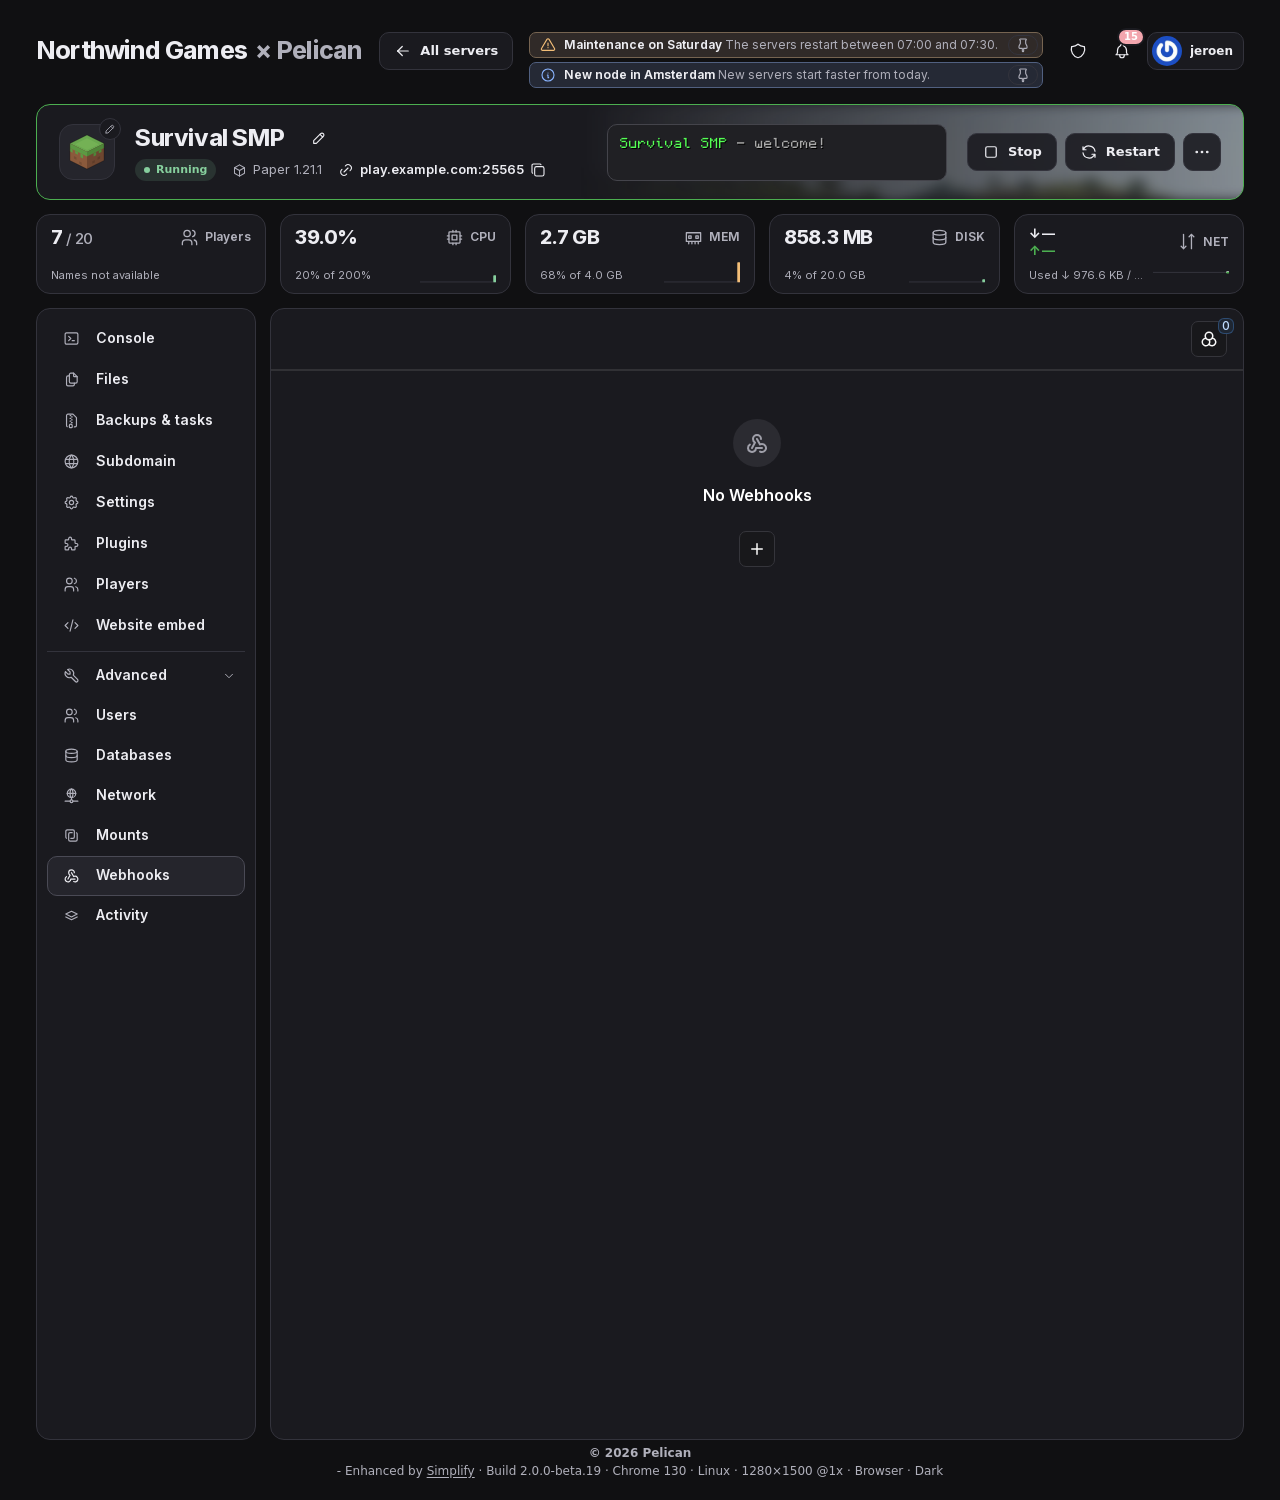 Northwind Games × Pelican
All servers
Maintenance on Saturday The servers restart between 07:00 and 07:30.
New node in Amsterdam New servers start faster from today.
15
jeroen
Survival SMP
Running
Paper 1.21.1
play.example.com:25565
Survival SMP - welcome!
Stop
Restart
7 / 20
Players
Names not available
39.0%
CPU
20% of 200%
2.7 GB
MEM
68% of 4.0 GB
858.3 MB
DISK
4% of 20.0 GB
↓—
↑—
NET
Used ↓ 976.6 KB / ...
Console
Files
Backups & tasks
Subdomain
Settings
Plugins
Players
Website embed
Advanced
Users
Databases
Network
Mounts
Webhooks
Activity
0
No Webhooks
© 2026 Pelican
- Enhanced by Simplify · Build 2.0.0-beta.19 · Chrome 130 · Linux · 1280×1500 @1x · Browser · Dark